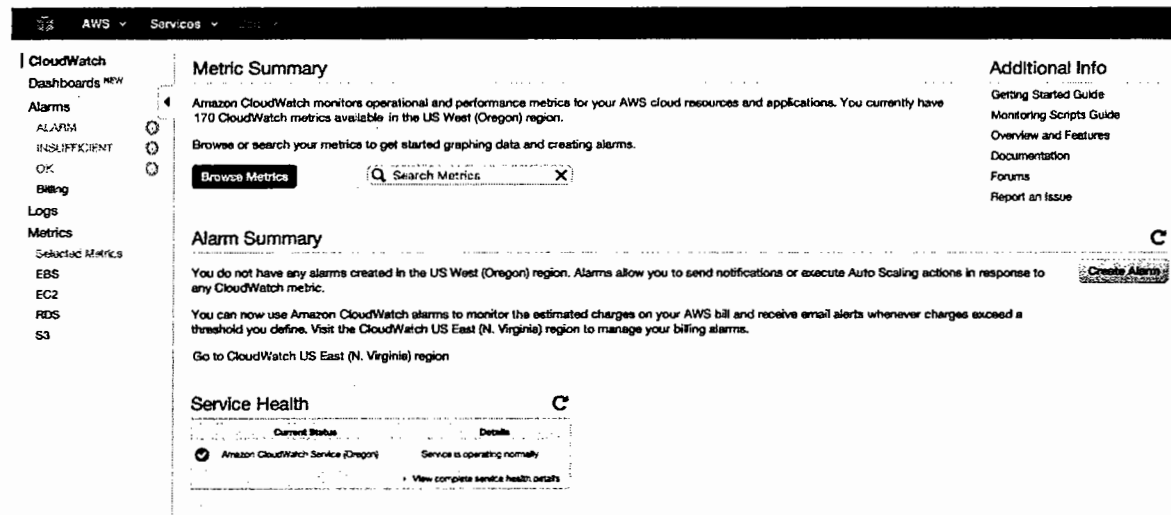 AWS Services
CloudWatch
Dashboards NEW
Alarms
ALARM
INSUFFICIENT
OK
Billing
Logs
Metrics
Selected Metrics
EBS
EC2
RDS
S3
Metric Summary
Amazon CloudWatch monitors operational and performance metrics for your AWS cloud resources and applications. You currently have
170 CloudWatch metrics available in the US West (Oregon) region.
Browse or search your metrics to get started graphing data and creating alarms.
Browse Metrics
Search Metrics X
Alarm Summary
You do not have any alarms created in the US West (Oregon) region. Alarms allow you to send notifications or execute Auto Scaling actions in response to
any CloudWatch metric.
Create Alarm
You can now use Amazon CloudWatch alarms to monitor the estimated charges on your AWS bill and receive email alerts whenever charges exceed a
threshold you define. Visit the CloudWatch US East (N. Virginia) region to manage your billing alarms.
Go to CloudWatch US East (N. Virginia) region
Service Health
Current Status Details
Amazon CloudWatch Service (Oregon) Service is operating normally
View complete service health details
Additional Info
Getting Started Guide
Monitoring Scripts Guide
Overview and Features
Documentation
Forums
Report an Issue